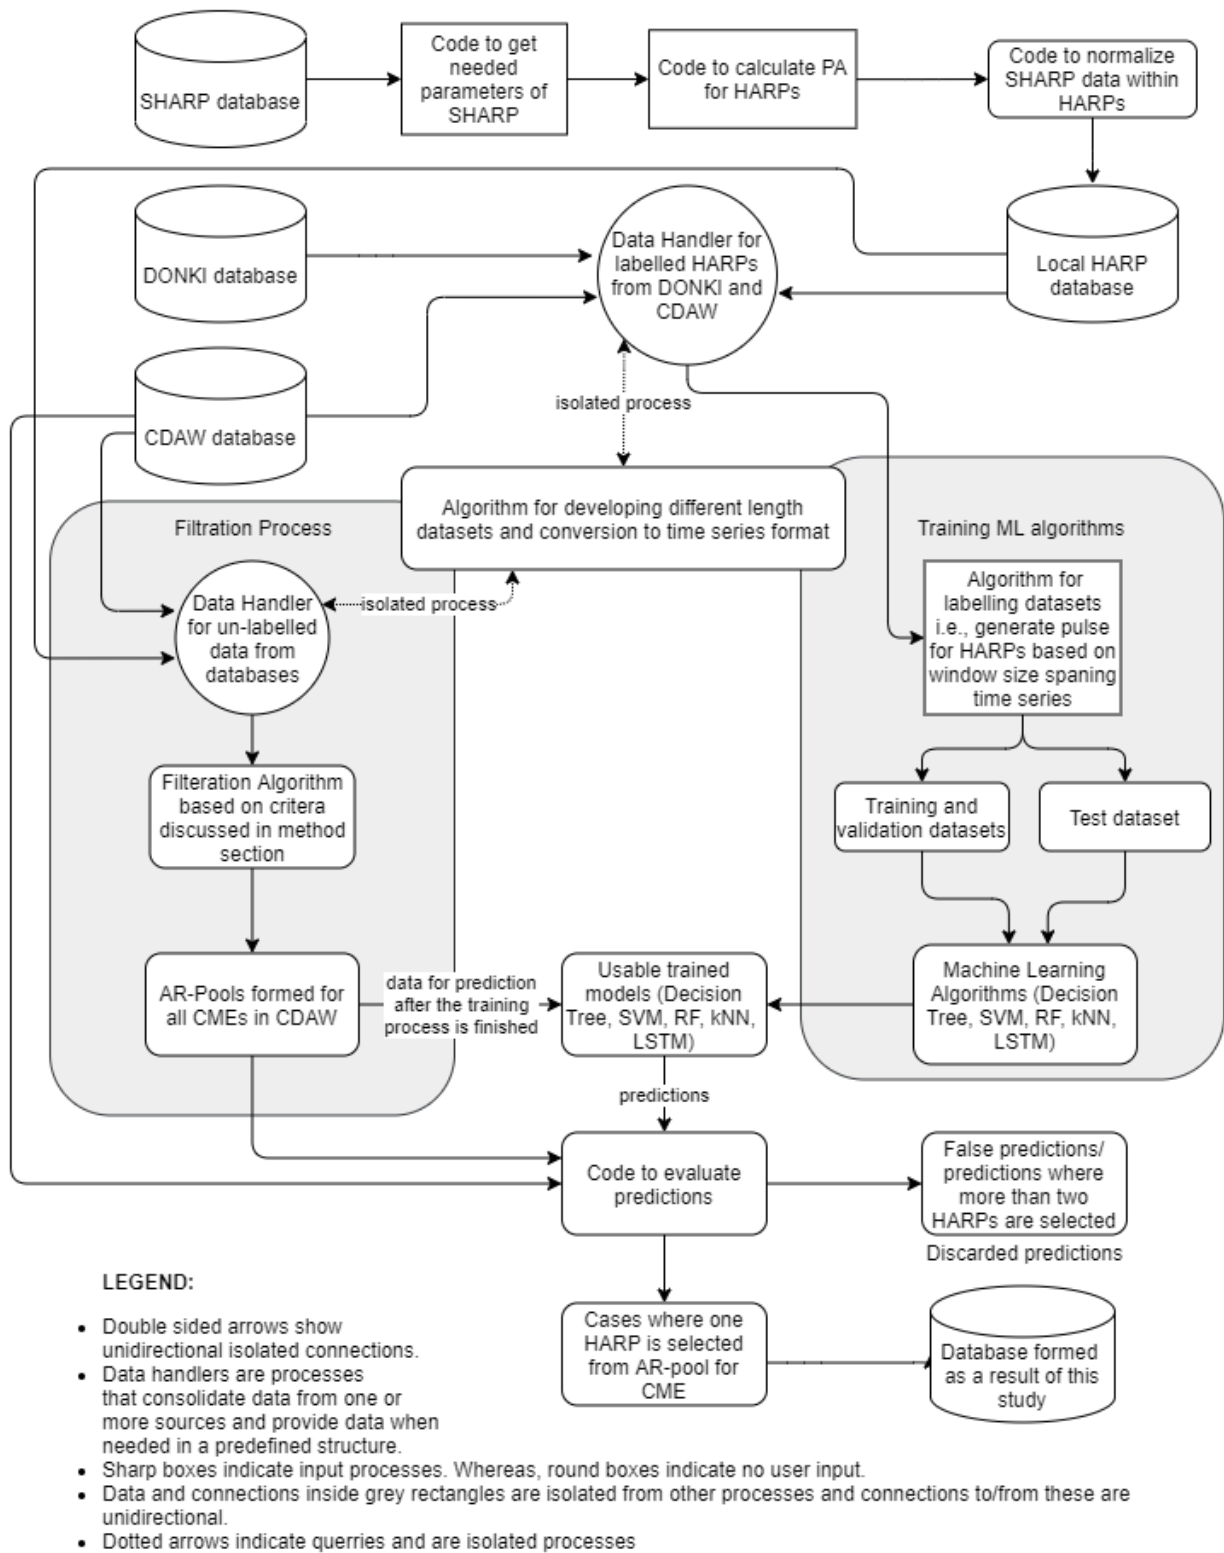 SHARP database
Code to get
needed
parameters of
SHARP
Code to calculate PA
for HARPs
Code to normalize
SHARP data within
HARPs
DONKI database
Data Handler for
labelled HARPs
from DONKI and
CDAW
Local HARP
database
CDAW database
isolated process
Algorithm for developing different length
datasets and conversion to time series format
Filtration Process
Training ML algorithms
Data Handler
for un-labelled
data from
databases
isolated process
Algorithm for
labelling datasets
i.e., generate pulse
for HARPs based on
window size spaning
time series
Filteration Algorithm
based on critera
discussed in method
section
Training and
validation datasets
Test dataset
AR-Pools formed for
all CMEs in CDAW
data for prediction
after the training
process is finished
Usable trained
models (Decision
Tree, SVM, RF, kNN,
LSTM)
Machine Learning
Algorithms (Decision
Tree, SVM, RF, kNN,
LSTM)
predictions
Code to evaluate
predictions
False predictions/
predictions where
more than two
HARPs are selected
Discarded predictions
Cases where one
HARP is selected
from AR-pool for
CME
Database formed
as a result of this
study
LEGEND:
• Double sided arrows show
unidirectional isolated connections.
• Data handlers are processes
that consolidate data from one or
more sources and provide data when
needed in a predefined structure.
• Sharp boxes indicate input processes. Whereas, round boxes indicate no user input.
• Data and connections inside grey rectangles are isolated from other processes and connections to/from these are
unidirectional.
• Dotted arrows indicate querries and are isolated processes